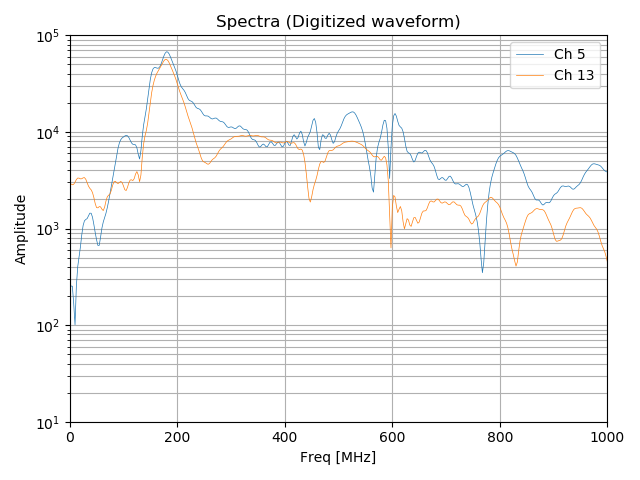 Spectra (Digitized waveform)
10^5
10^4
10^3
10^2
10^1
Amplitude
Ch 5
Ch 13
0 200 400 600 800 1000
Freq [MHz]